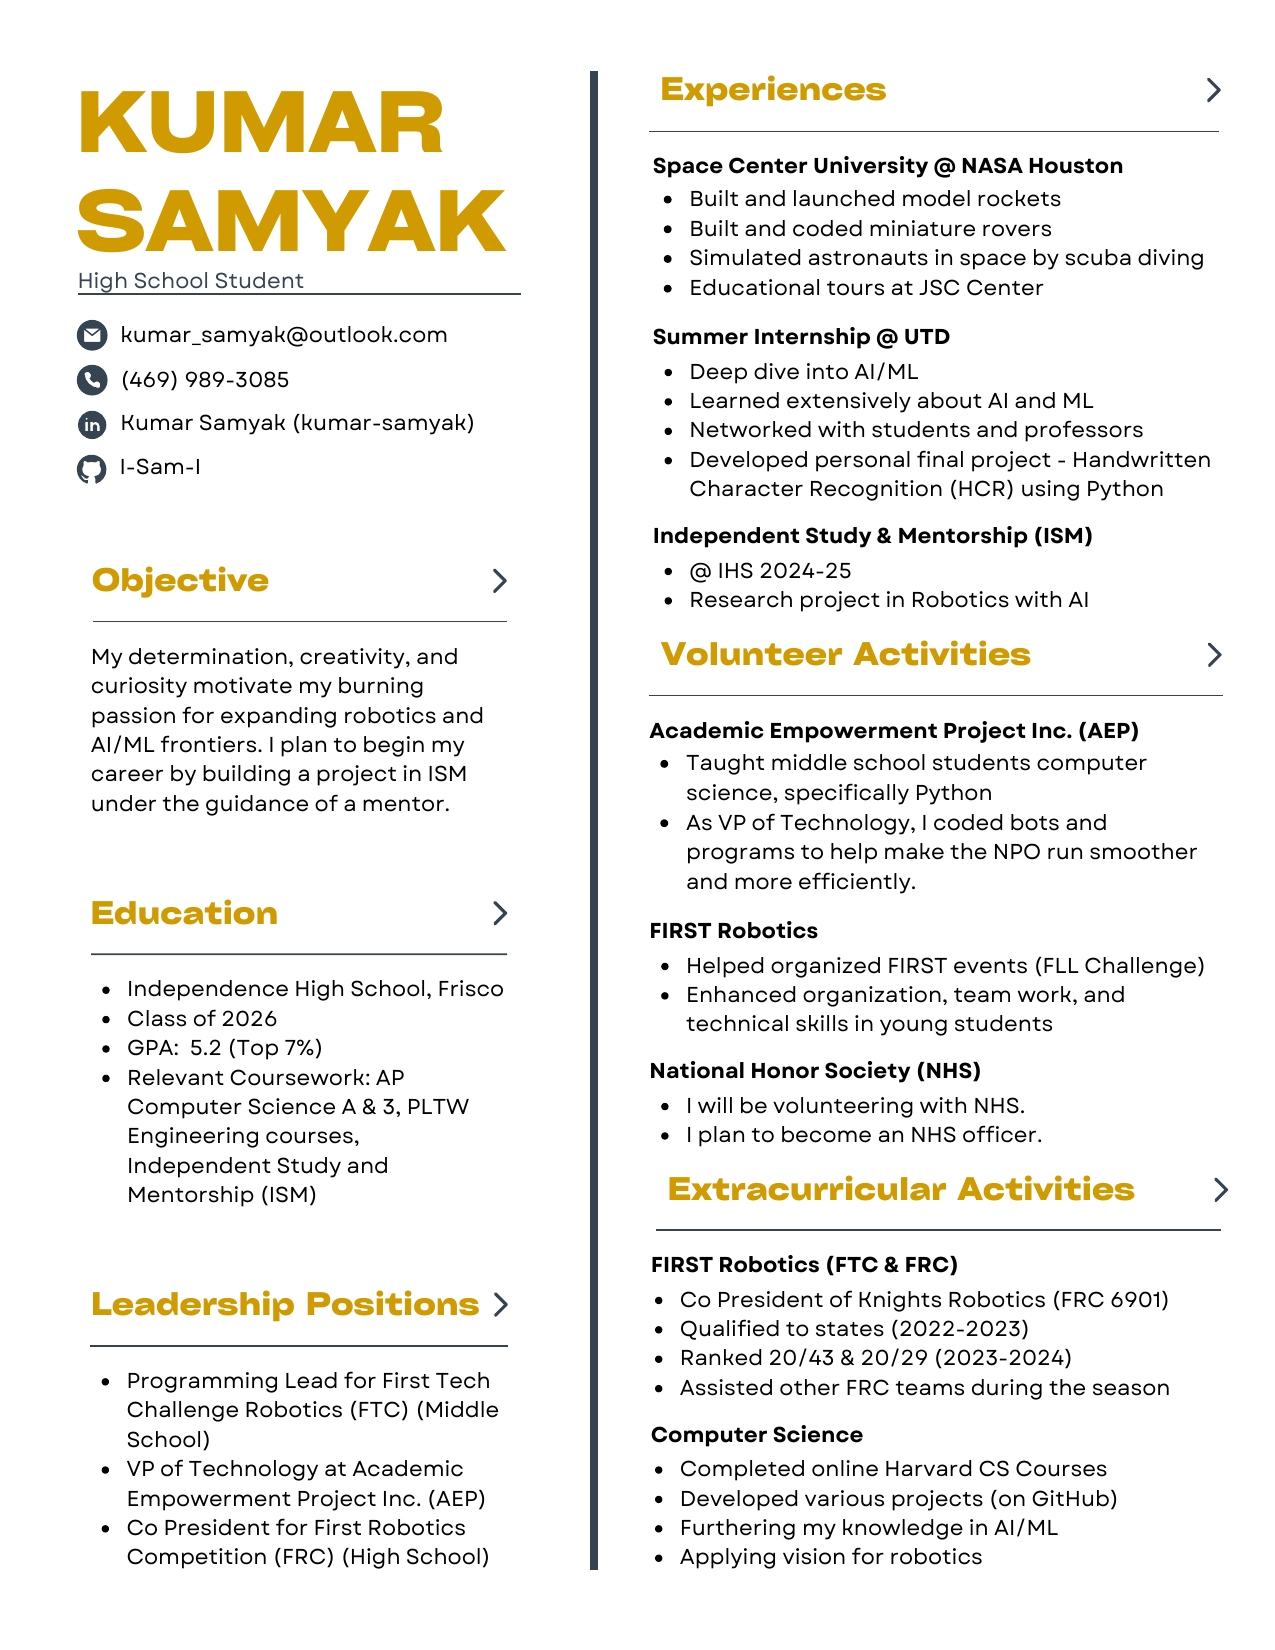 KUMAR
SAMYAK
High School Student
kumar_samyak@outlook.com
(469) 989-3085
in
Kumar Samyak (kumar-samyak)
I-Sam-I
Objective
My determination, creativity, and
curiosity motivate my burning
passion for expanding robotics and
AI/ML frontiers. I plan to begin my
career by building a project in ISM
under the guidance of a mentor.
Education
• Independence High School, Frisco
• Class of 2026
• GPA:  5.2 (Top 7%)
• Relevant Coursework: AP
Computer Science A & 3, PLTW
Engineering courses,
Independent Study and
Mentorship (ISM)
Leadership Positions
• Programming Lead for First Tech
Challenge Robotics (FTC) (Middle
School)
• VP of Technology at Academic
Empowerment Project Inc. (AEP)
• Co President for First Robotics
Competition (FRC) (High School)
Experiences
Space Center University @ NASA Houston
• Built and launched model rockets
• Built and coded miniature rovers
• Simulated astronauts in space by scuba diving
• Educational tours at JSC Center
Summer Internship @ UTD
• Deep dive into AI/ML
• Learned extensively about AI and ML
• Networked with students and professors
• Developed personal final project - Handwritten
Character Recognition (HCR) using Python
Independent Study & Mentorship (ISM)
• @ IHS 2024-25
• Research project in Robotics with AI
Volunteer Activities
Academic Empowerment Project Inc. (AEP)
• Taught middle school students computer
science, specifically Python
• As VP of Technology, I coded bots and
programs to help make the NPO run smoother
and more efficiently.
FIRST Robotics
• Helped organized FIRST events (FLL Challenge)
• Enhanced organization, team work, and
technical skills in young students
National Honor Society (NHS)
• I will be volunteering with NHS.
• I plan to become an NHS officer.
Extracurricular Activities
FIRST Robotics (FTC & FRC)
• Co President of Knights Robotics (FRC 6901)
• Qualified to states (2022-2023)
• Ranked 20/43 & 20/29 (2023-2024)
• Assisted other FRC teams during the season
Computer Science
• Completed online Harvard CS Courses
• Developed various projects (on GitHub)
• Furthering my knowledge in AI/ML
• Applying vision for robotics